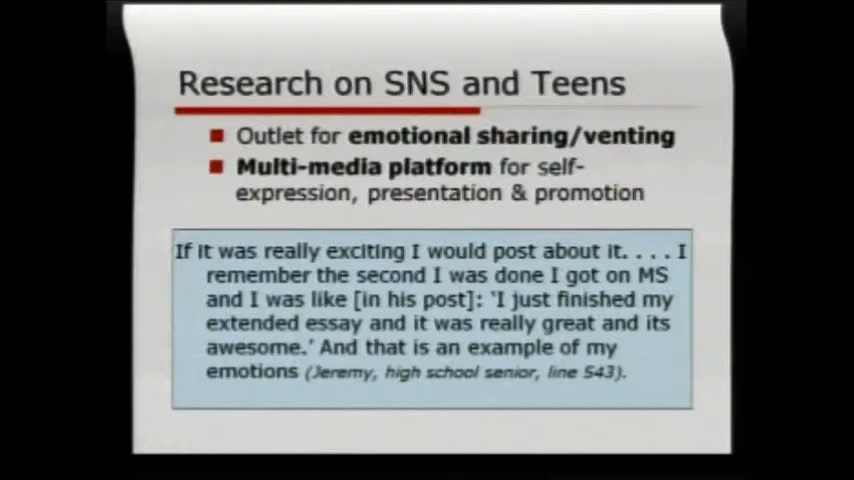 Research on SNS and Teens
Outlet for emotional sharing/venting
Multi-media platform for self-
expression, presentation & promotion
If it was really exciting I would post about it. . . . I
remember the second I was done I got on MS
and I was like [in his post]: 'I just finished my
extended essay and it was really great and its
awesome.' And that is an example of my
emotions (Jeremy, high school senior, line 543).